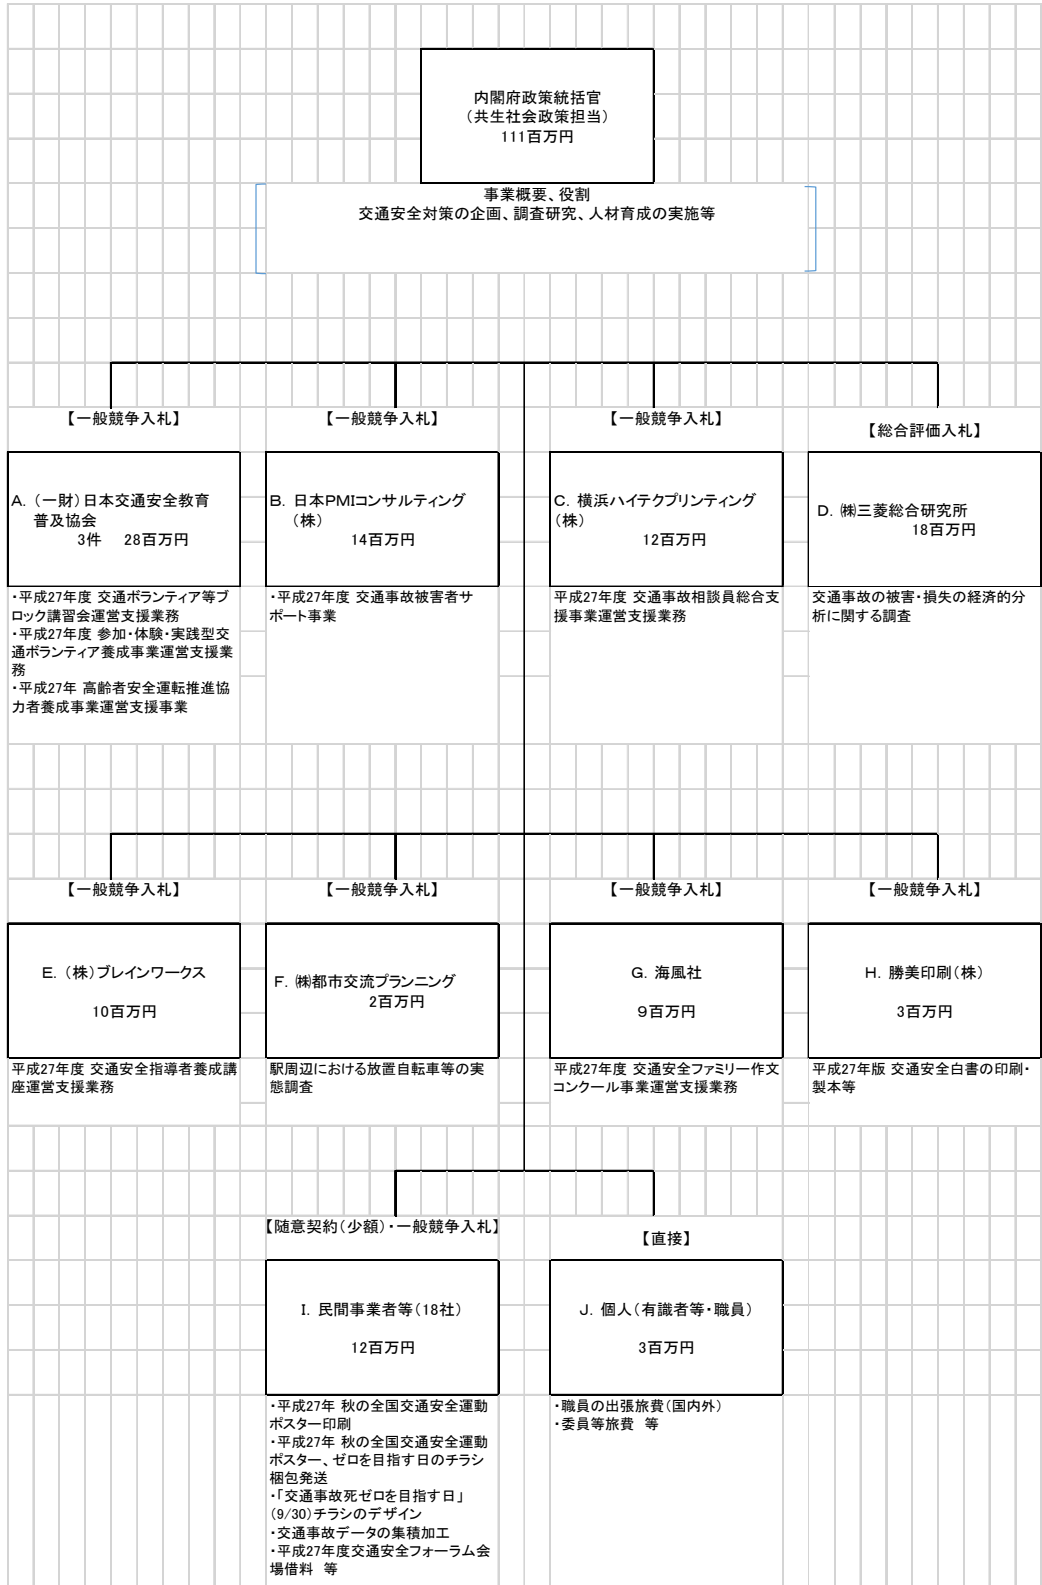 内閣府政策統括官
（共生社会政策担当）
111百万円
事業概要、役割
交通安全対策の企画、調査研究、人材育成の実施等
【一般競争入札】
A. （一財）日本交通安全教育
普及協会
3件　28百万円
・平成27年度 交通ボランティア等ブ
ロック講習会運営支援業務
・平成27年度 参加・体験・実践型交
通ボランティア養成事業運営支援業
務
・平成27年 高齢者安全運転推進協
力者養成事業運営支援事業
【一般競争入札】
B. 日本PMIコンサルティング
（株）
14百万円
・平成27年度 交通事故被害者サ
ポート事業
【一般競争入札】
C. 横浜ハイテクプリンティング
（株）
12百万円
平成27年度 交通事故相談員総合支
援事業運営支援業務
【総合評価入札】
D. ㈱三菱総合研究所
18百万円
交通事故の被害・損失の経済的分
析に関する調査
【一般競争入札】
E. （株）ブレインワークス
10百万円
平成27年度 交通安全指導者養成講
座運営支援業務
【一般競争入札】
F. ㈱都市交流プランニング
2百万円
駅周辺における放置自転車等の実
態調査
【一般競争入札】
G. 海風社
９百万円
平成27年度 交通安全ファミリー作文
コンクール事業運営支援業務
【一般競争入札】
H. 勝美印刷（株）
3百万円
平成27年版 交通安全白書の印刷・
製本等
【随意契約（少額）・一般競争入札】
I. 民間事業者等（18社）
12百万円
・平成27年 秋の全国交通安全運動
ポスター印刷
・平成27年 秋の全国交通安全運動
ポスター、ゼロを目指す日のチラシ
梱包発送
・「交通事故死ゼロを目指す日」
（9/30）チラシのデザイン
・交通事故データの集積加工
・平成27年度交通安全フォーラム会
場借料　等
【直接】
J. 個人（有識者等・職員）
3百万円
・職員の出張旅費（国内外）
・委員等旅費　等